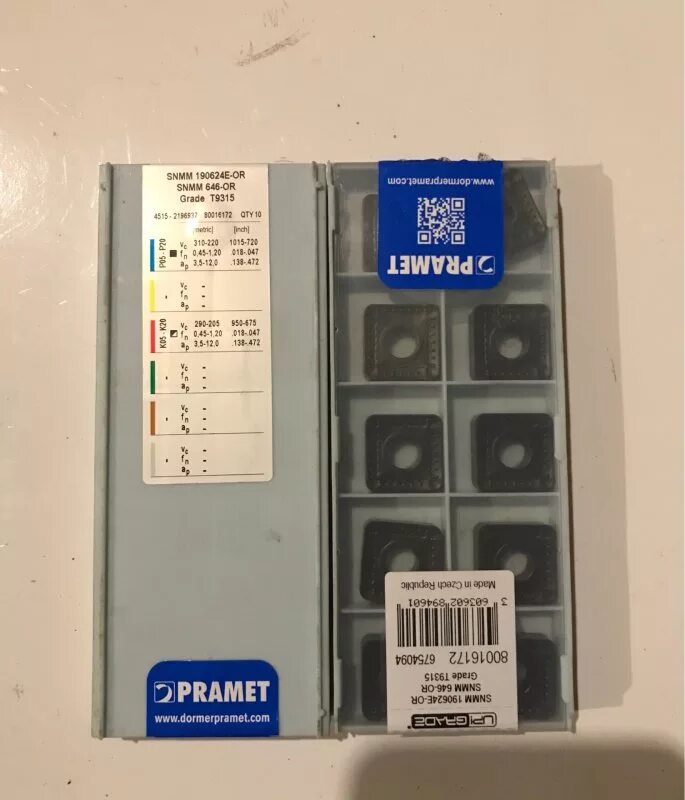 SNMM 190624E-OR
SNMM 646-OR
Grade T9315
4515 - 2196937 80016172 QTY 10
[metric] [inch]
P05 - P20
vc 310-220 1015-720
fn 0,45-1,20 .018-.047
ap 3,5-12,0 .138-.472
vc -
- fn -
ap -
K05 - K20
vc 290-205 950-675
fn 0,45-1,20 .018-.047
ap 3,5-12,0 .138-.472
vc -
- fn -
ap -
vc -
- fn -
ap -
vc -
- fn -
ap -
PRAMET
www.dormerpramet.com
PRAMET
www.dormerpramet.com
UP!GRADE
SNMM 190624E-OR
SNMM 646-OR
Grade T9315
80016172 6754094
3 603602 894601
Made in Czech Republic